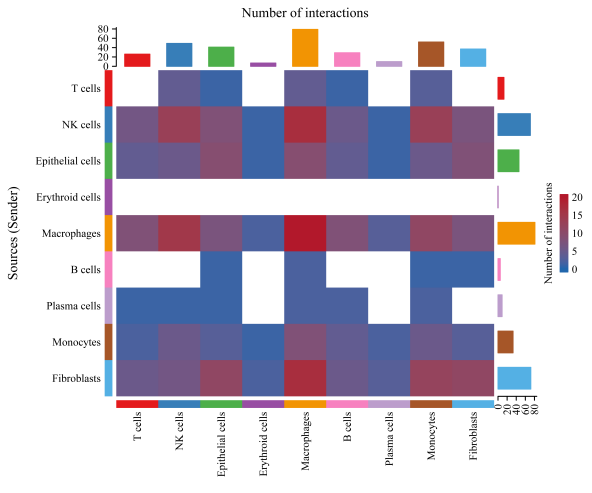 Number of interactions
80
60
40
20
0
T cells
NK cells
Epithelial cells
Erythroid cells
Macrophages
B cells
Plasma cells
Monocytes
Fibroblasts
Sources (Sender)
T cells
NK cells
Epithelial cells
Erythroid cells
Macrophages
B cells
Plasma cells
Monocytes
Fibroblasts
0
20
40
60
80
Number of interactions
20
15
10
5
0